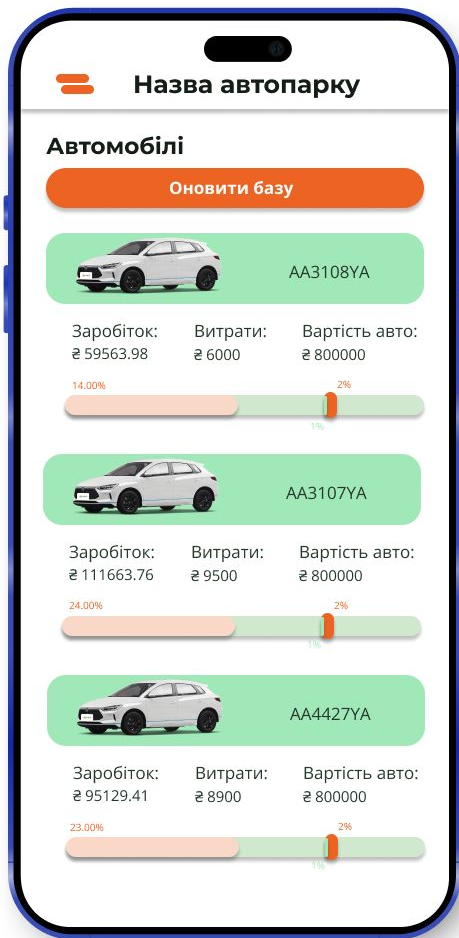 Назва автопарку
Автомобілі
Оновити базу
AA3108YA
Заробіток: Витрати: Вартість авто:
₴ 59563.98 ₴ 6000 ₴ 800000
14.00% 2%
1%
AA3107YA
Заробіток: Витрати: Вартість авто:
₴ 111663.76 ₴ 9500 ₴ 800000
24.00% 2%
1%
AA4427YA
Заробіток: Витрати: Вартість авто:
₴ 95129.41 ₴ 8900 ₴ 800000
23.00% 2%
1%